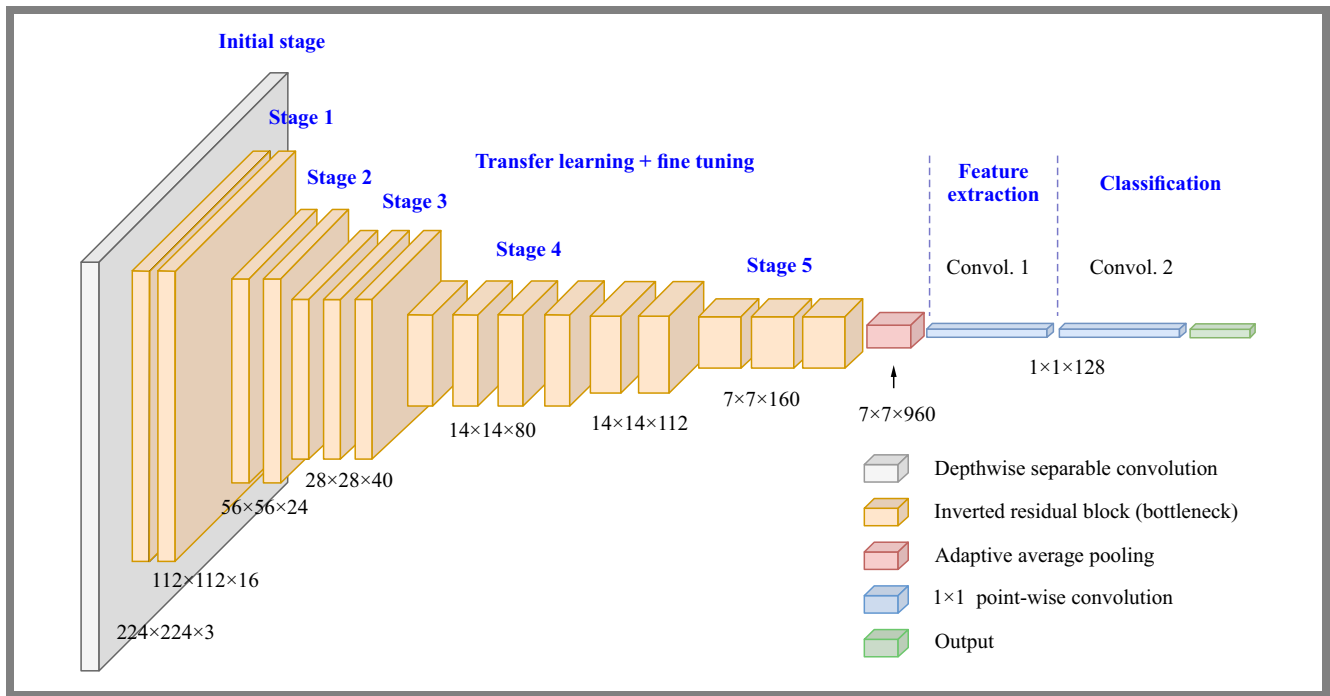 Initial stage
Stage 1
Stage 2
Stage 3
Transfer learning + fine tuning
Stage 4
Stage 5
Feature
extraction
Classification
Convol. 1
Convol. 2
1×1×128
7×7×160
7×7×960
14×14×80
14×14×112
28×28×40
56×56×24
112×112×16
224×224×3
Depthwise separable convolution
Inverted residual block (bottleneck)
Adaptive average pooling
1×1 point-wise convolution
Output